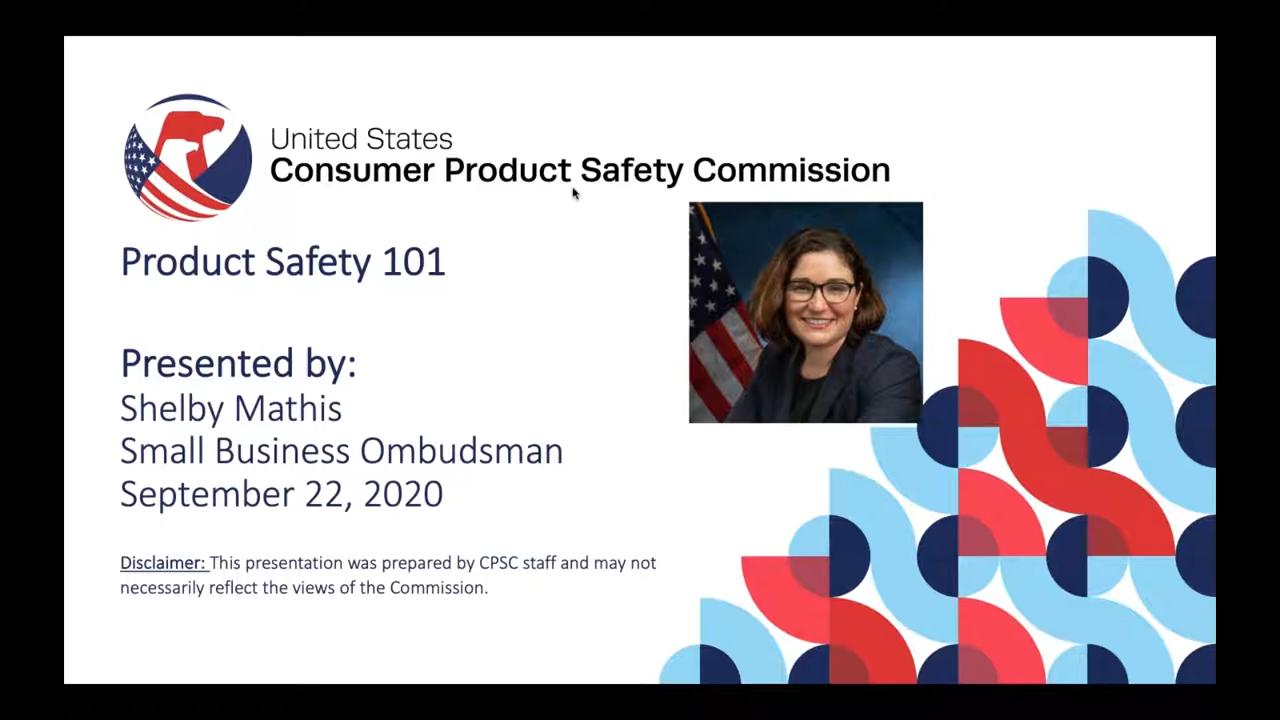 United States
Consumer Product Safety Commission
Product Safety 101
Presented by:
Shelby Mathis
Small Business Ombudsman
September 22, 2020
Disclaimer: This presentation was prepared by CPSC staff and may not
necessarily reflect the views of the Commission.